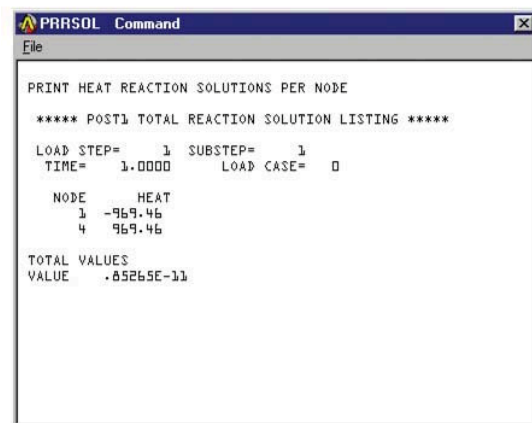 PRRSOL Command
File
PRINT HEAT REACTION SOLUTIONS PER NODE
***** POST1 TOTAL REACTION SOLUTION LISTING *****
LOAD STEP= 1 SUBSTEP= 1
TIME= 1.0000 LOAD CASE= 0
NODE HEAT
1 -969.46
4 969.46
TOTAL VALUES
VALUE .85265E-11